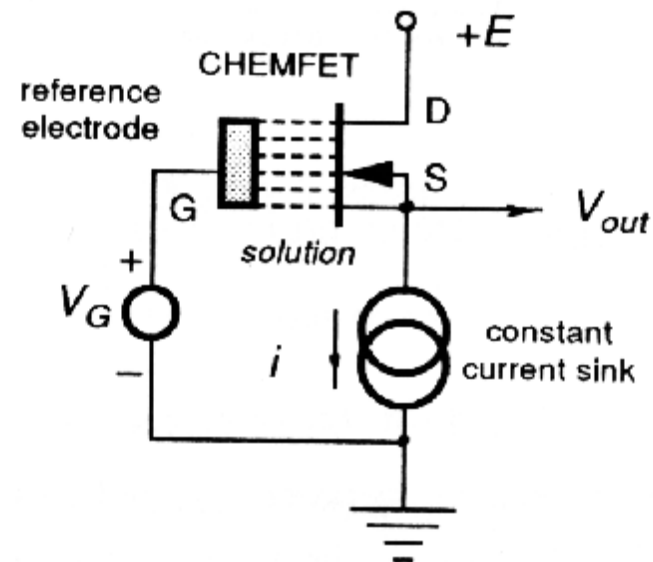 +E
CHEMFET
reference
electrode
D
S
G
V_out
solution
+
V_G
−
i
constant
current sink